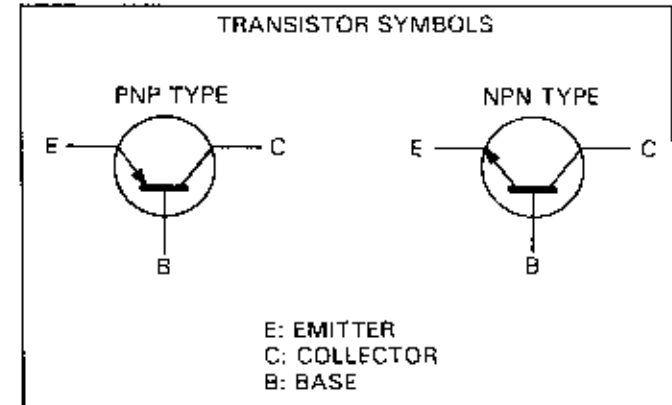 TRANSISTOR SYMBOLS
PNP TYPE
NPN TYPE
E
C
E
C
B
B
E: EMITTER
C: COLLECTOR
B: BASE